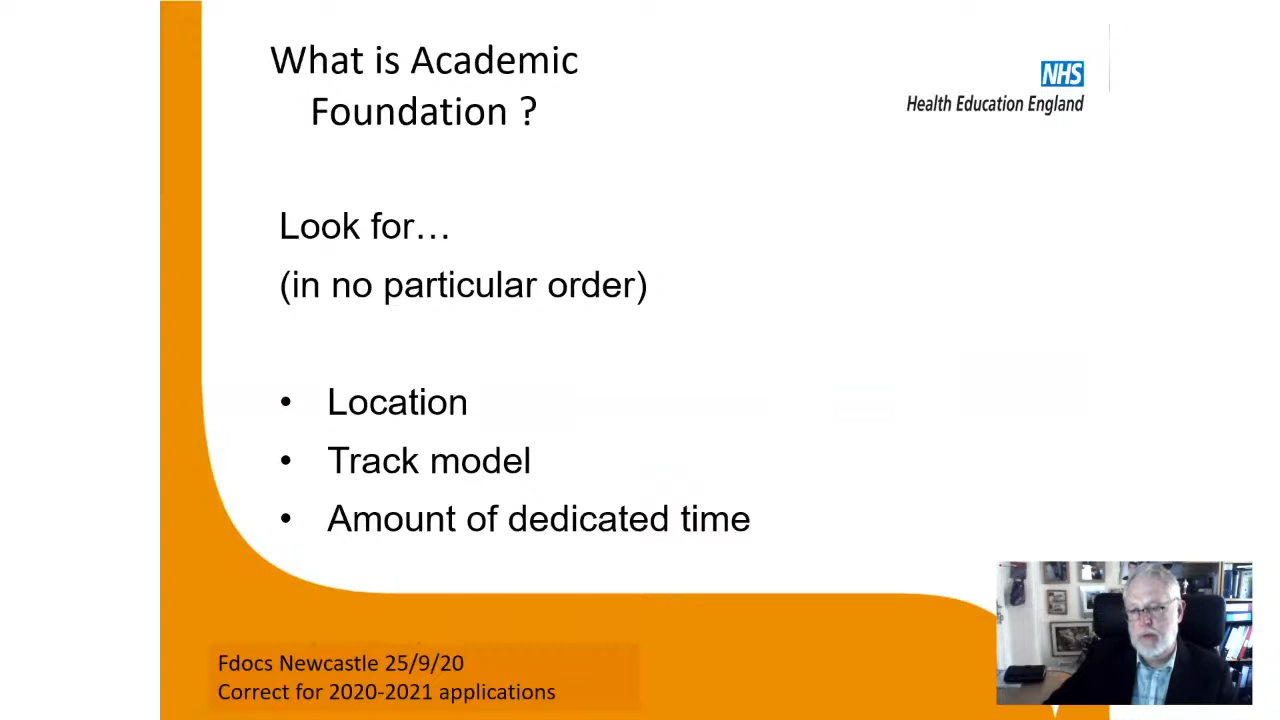 What is Academic
Foundation ?
NHS
Health Education England
Look for…
(in no particular order)
• Location
• Track model
• Amount of dedicated time
Fdocs Newcastle 25/9/20
Correct for 2020-2021 applications